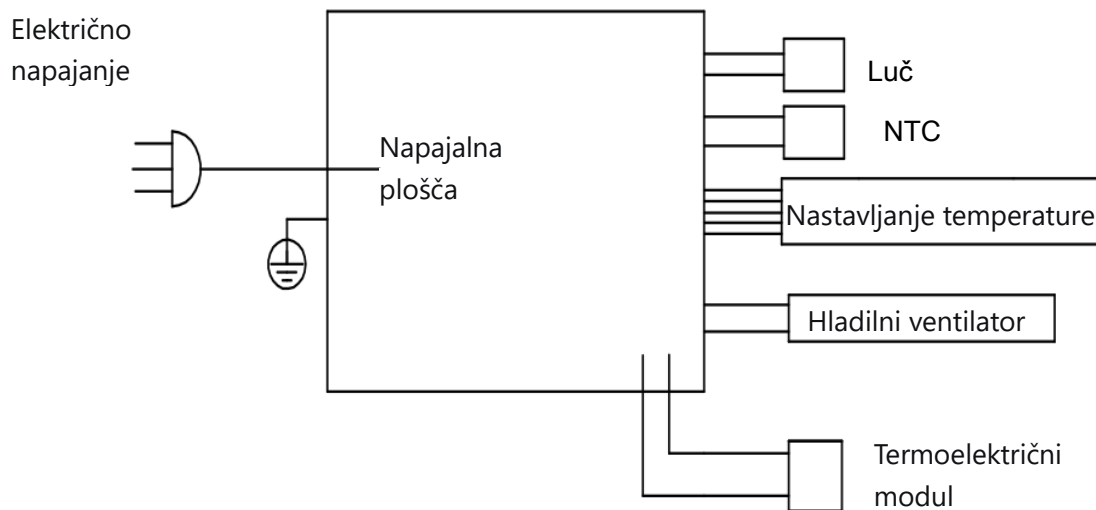 Električno
napajanje
Luč
NTC
Napajalna
plošča
Nastavljanje temperature
Hladilni ventilator
Termoelektrični
modul